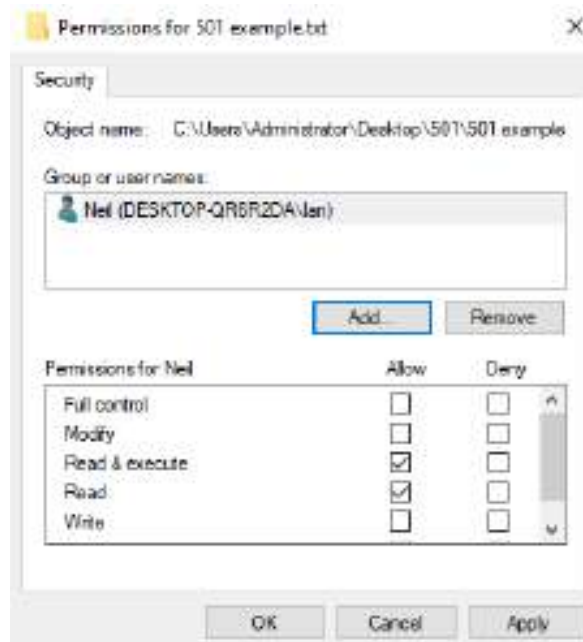 Permissions for 501 example.txt
Security
Object name: C:\Users\Administrator\Desktop\501\501 example
Group or user names:
Neil (DESKTOP-QR6R2DA\Ian)
Add...
Remove
Permissions for Neil Allow Deny
Full control
Modify
Read & execute
Read
Write
OK Cancel Apply